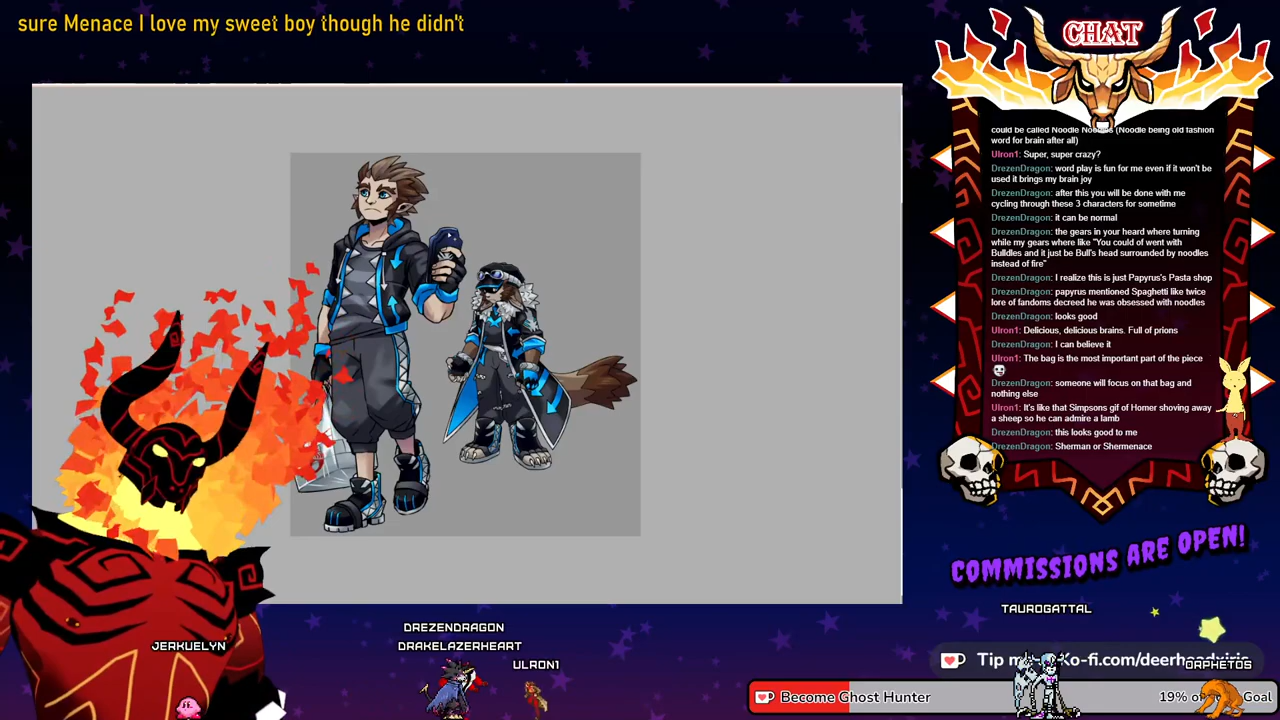 sure Menace I love my sweet boy though he didn't
CHAT
could be called Noodle Noodles (Noodle being old fashion
word for brain after all)
Ulron1: Super, super crazy?
DrezenDragon: word play is fun for me even if it won't be
used it brings my brain joy
DrezenDragon: after this you will be done with me
cycling through these 3 characters for sometime
DrezenDragon: it can be normal
DrezenDragon: the gears in your heard where turning
while my gears where like "You could of went with
Bulldles and it just be Bull's head surrounded by noodles
instead of fire"
DrezenDragon: I realize this is just Papyrus's Pasta shop
DrezenDragon: papyrus mentioned Spaghetti like twice
lore of fandoms decreed he was obsessed with noodles
DrezenDragon: looks good
Ulron1: Delicious, delicious brains. Full of prions
DrezenDragon: I can believe it
Ulron1: The bag is the most important part of the piece
DrezenDragon: someone will focus on that bag and
nothing else
Ulron1: It's like that Simpsons gif of Homer shoving away
a sheep so he can admire a lamb
DrezenDragon: this looks good to me
DrezenDragon: Sherman or Shermenace
COMMISSIONS ARE OPEN!
TAUROGATTAL
DREZENDRAGON
JERKUELYN
DRAKELAZERHEART
ULRON1
Tip Ko-fi.com/deerheadxiris
ORPHETOS
Become Ghost Hunter 19% Goal